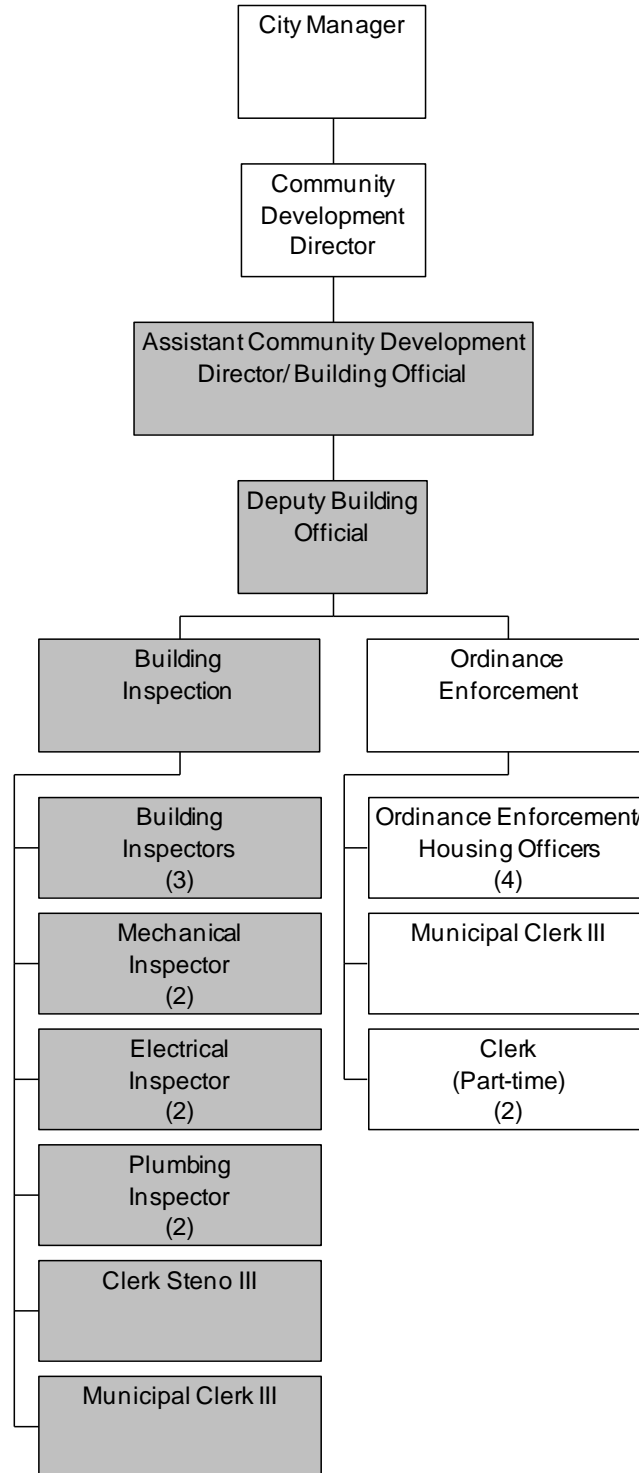 City Manager
Community
Development
Director
Assistant Community Development
Director/ Building Official
Deputy Building
Official
Building
Inspection
Ordinance
Enforcement
Building
Inspectors
(3)
Mechanical
Inspector
(2)
Electrical
Inspector
(2)
Plumbing
Inspector
(2)
Clerk Steno III
Municipal Clerk III
Ordinance Enforcement/
Housing Officers
(4)
Municipal Clerk III
Clerk
(Part-time)
(2)